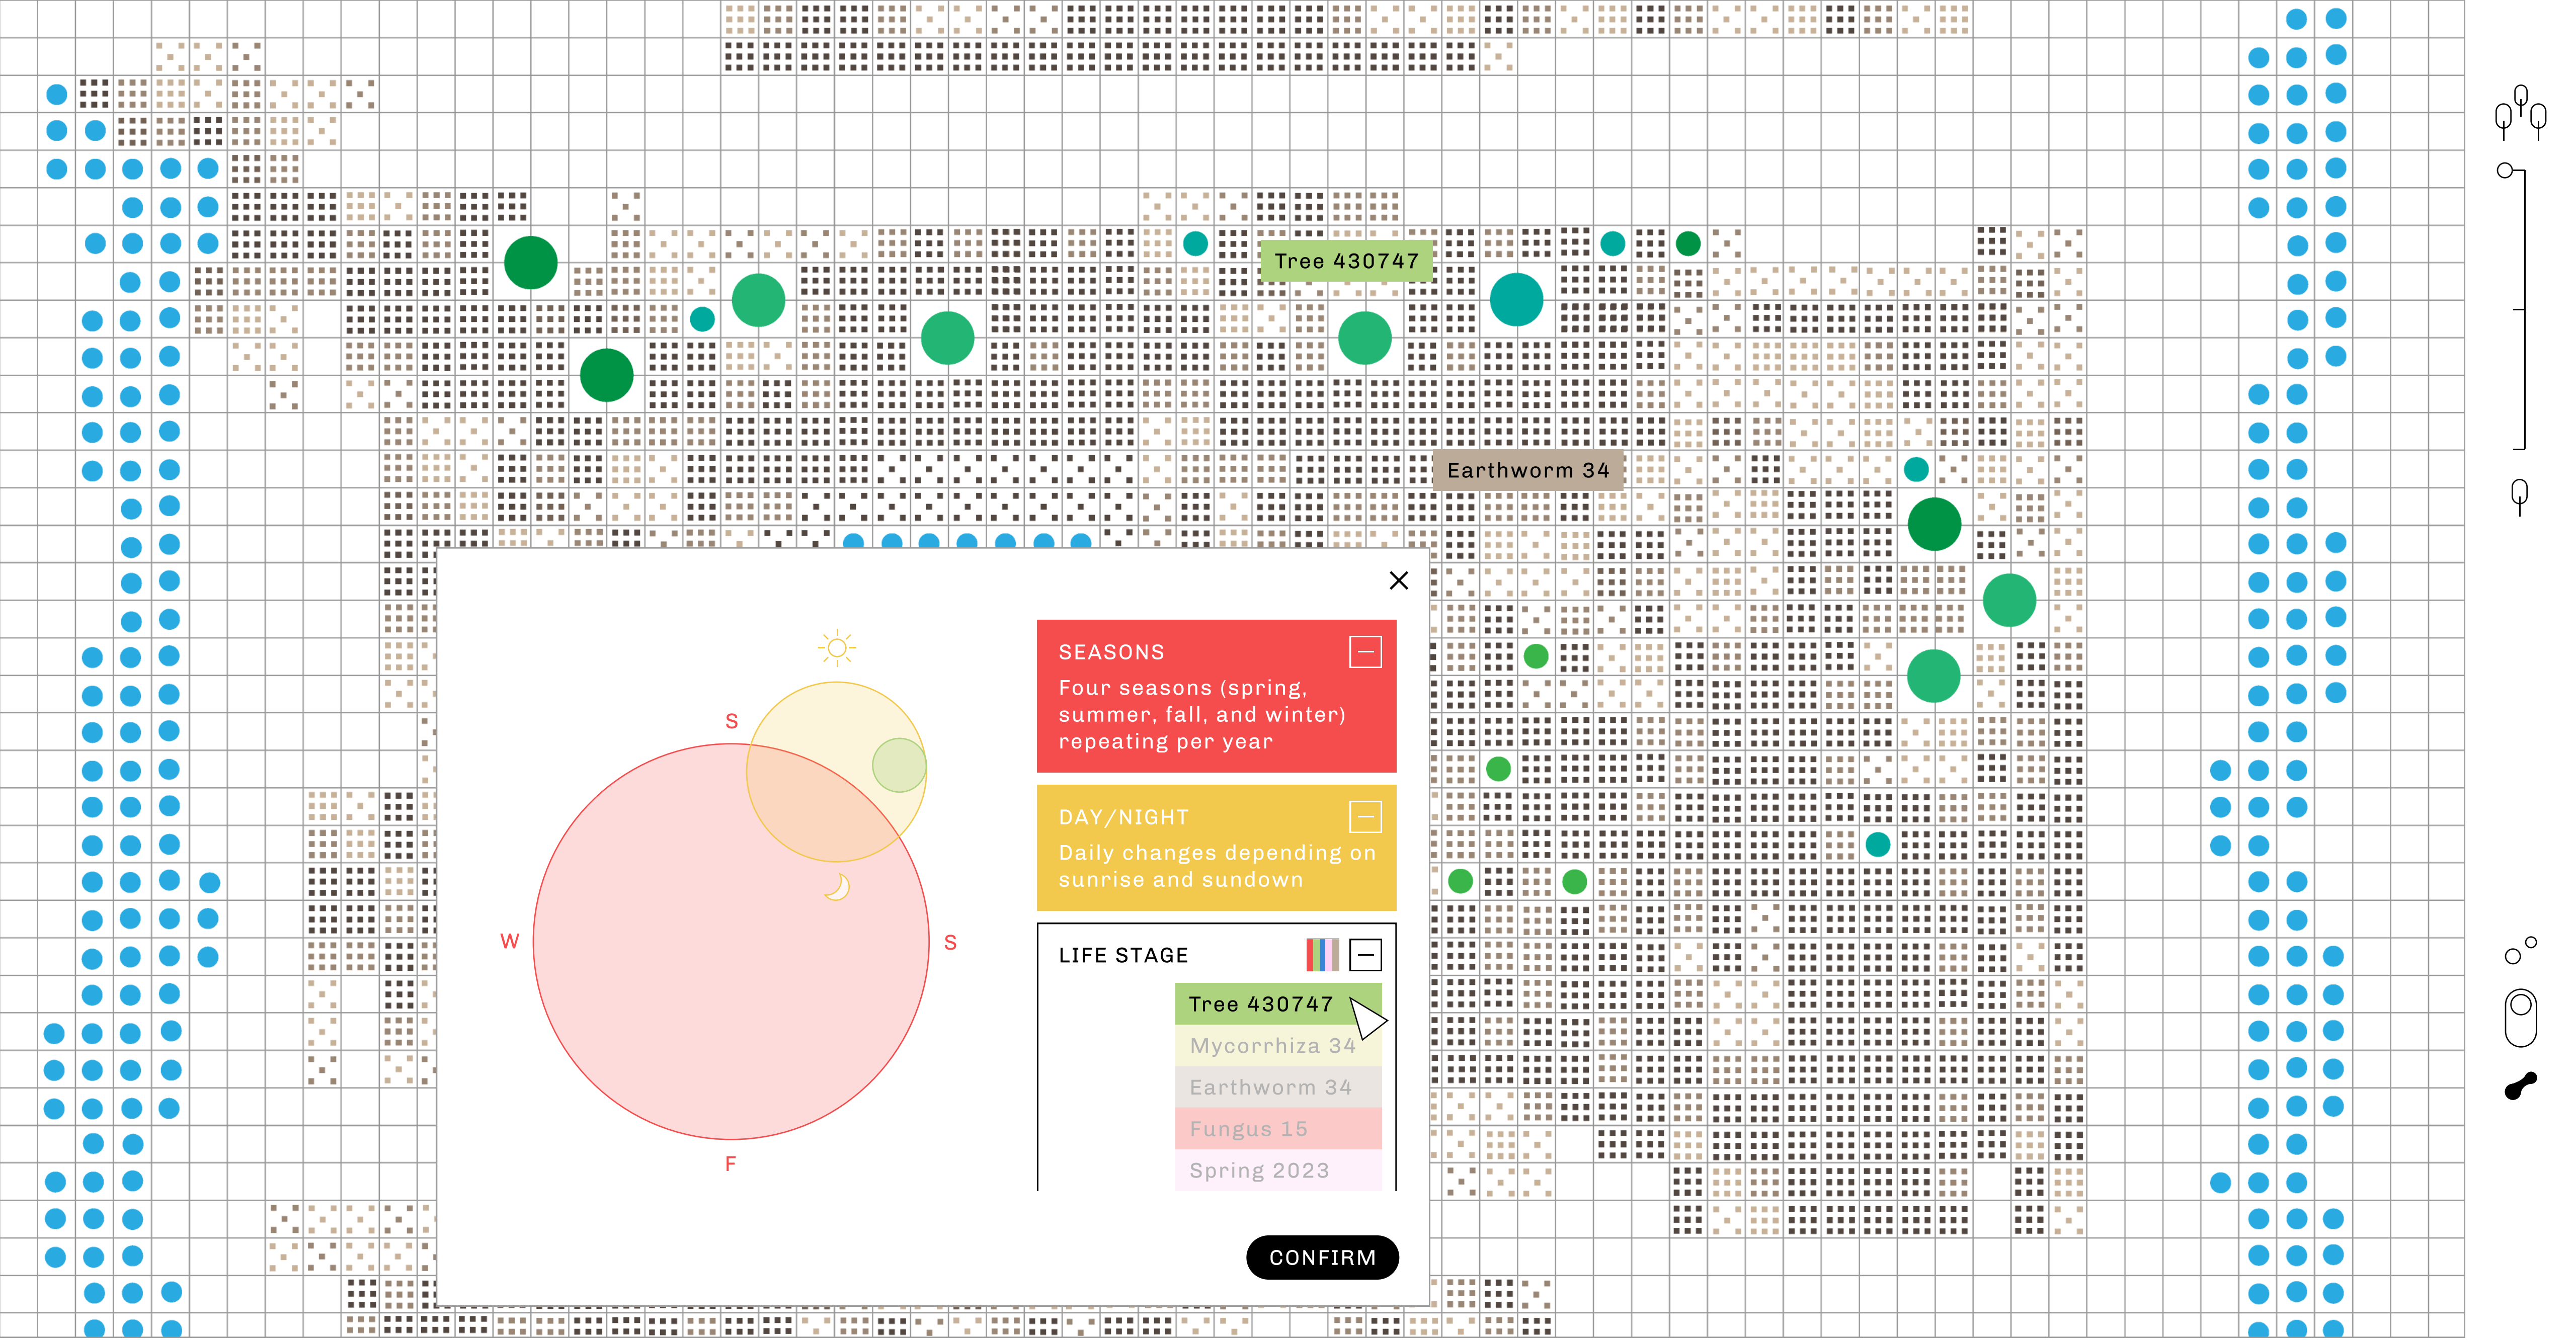 Tree 430747
Earthworm 34
S
W
S
F
SEASONS
Four seasons (spring,
summer, fall, and winter)
repeating per year
DAY/NIGHT
Daily changes depending on
sunrise and sundown
LIFE STAGE
Tree 430747
Mycorrhiza 34
Earthworm 34
Fungus 15
Spring 2023
CONFIRM